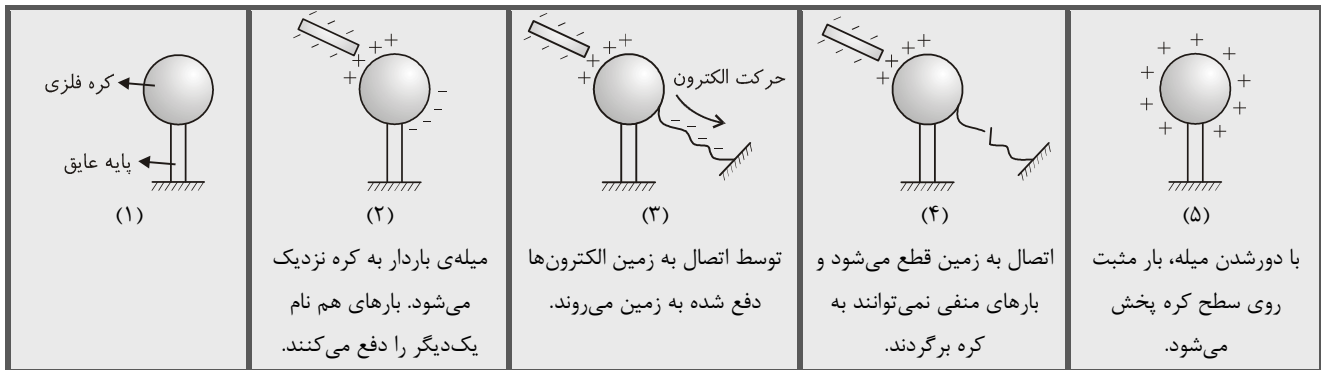 کره فلزی
پایه عایق
(۱)
(۲)
میله‌ی باردار به کره نزدیک
می‌شود. بارهای هم نام
یک‌دیگر را دفع می‌کنند.
حرکت الکترون
(۳)
توسط اتصال به زمین الکترون‌ها
دفع شده به زمین می‌روند.
(۴)
اتصال به زمین قطع می‌شود و
بارهای منفی نمی‌توانند به
کره برگردند.
(۵)
با دورشدن میله، بار مثبت
روی سطح کره پخش
می‌شود.